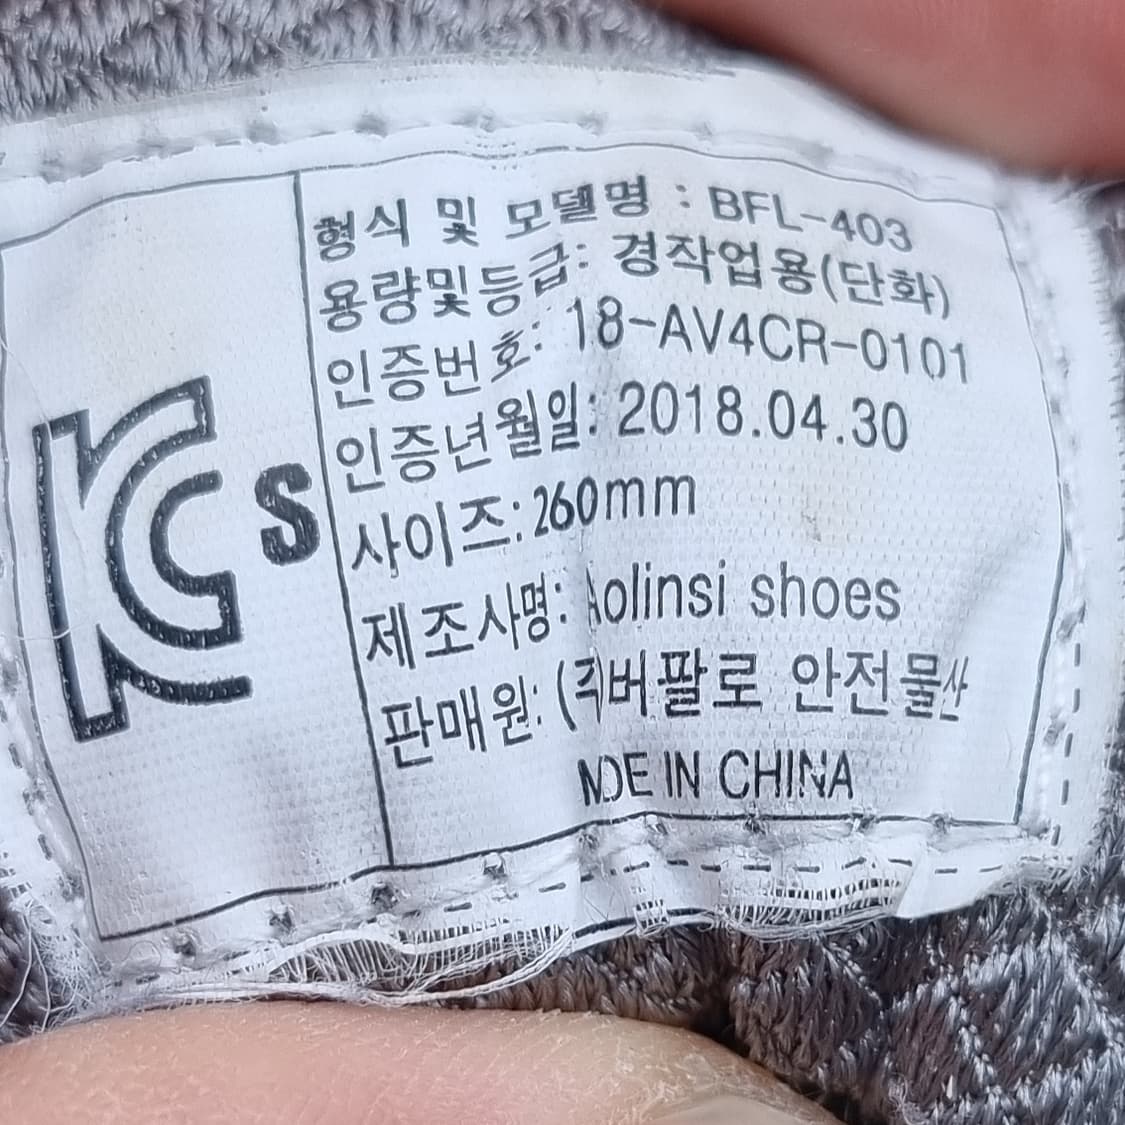 KCs
형식 및 모델명 : BFL-403
용량및등급: 경작업용(단화)
인증번호: 18-AV4CR-0101
인증년월일: 2018.04.30
사이즈:260mm
제조사명: Aolinsi shoes
판매원: (주)버팔로 안전물산
MADE IN CHINA